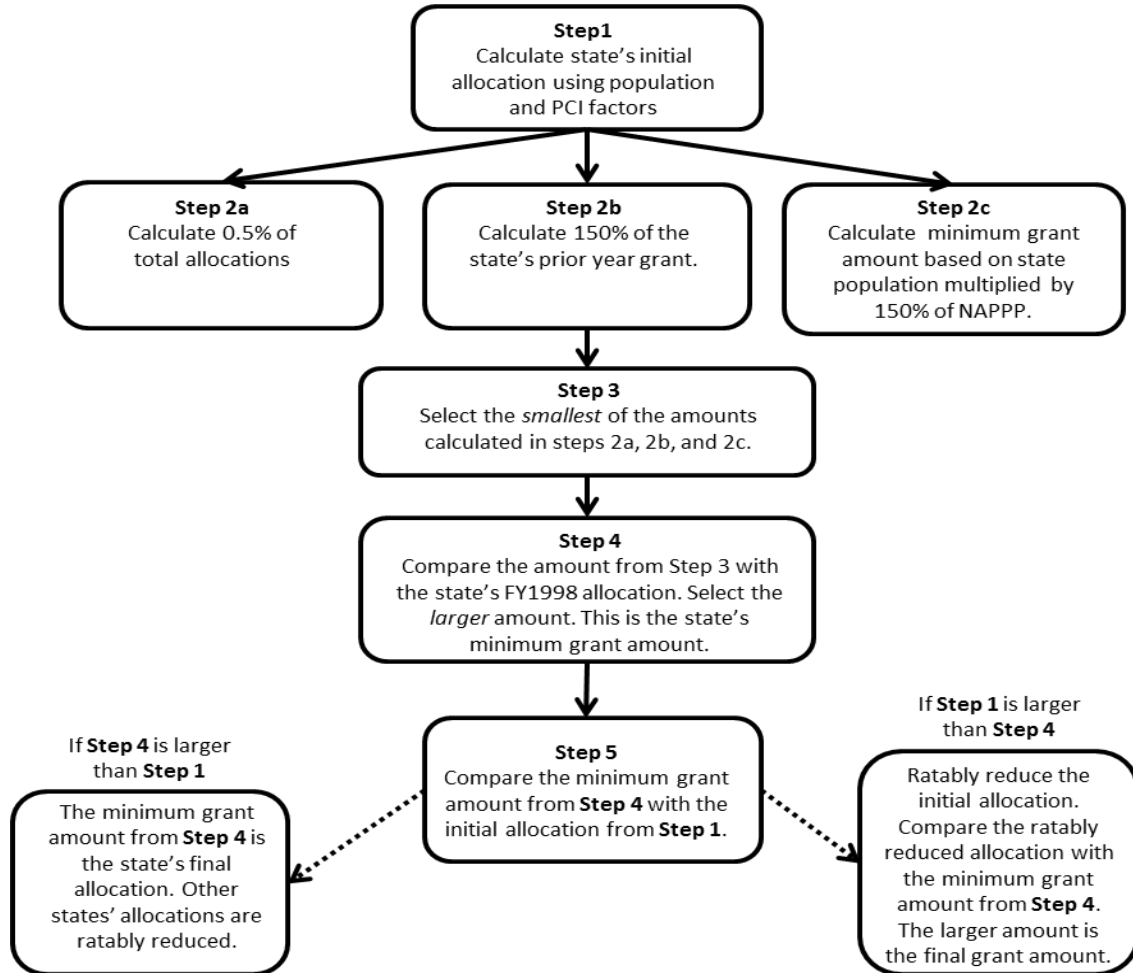 Step1
Calculate state's initial
allocation using population
and PCI factors
Step 2a
Calculate 0.5% of
total allocations
Step 2b
Calculate 150% of the
state's prior year grant.
Step 2c
Calculate minimum grant
amount based on state
population multiplied by
150% of NAPPP.
Step 3
Select the smallest of the amounts
calculated in steps 2a, 2b, and 2c.
Step 4
Compare the amount from Step 3 with
the state's FY1998 allocation. Select the
larger amount. This is the state's
minimum grant amount.
Step 5
Compare the minimum grant
amount from Step 4 with the
initial allocation from Step 1.
If Step 4 is larger
than Step 1
The minimum grant
amount from Step 4 is
the state's final
allocation. Other
states' allocations are
ratably reduced.
If Step 1 is larger
than Step 4
Ratably reduce the
initial allocation.
Compare the ratably
reduced allocation with
the minimum grant
amount from Step 4.
The larger amount is
the final grant amount.